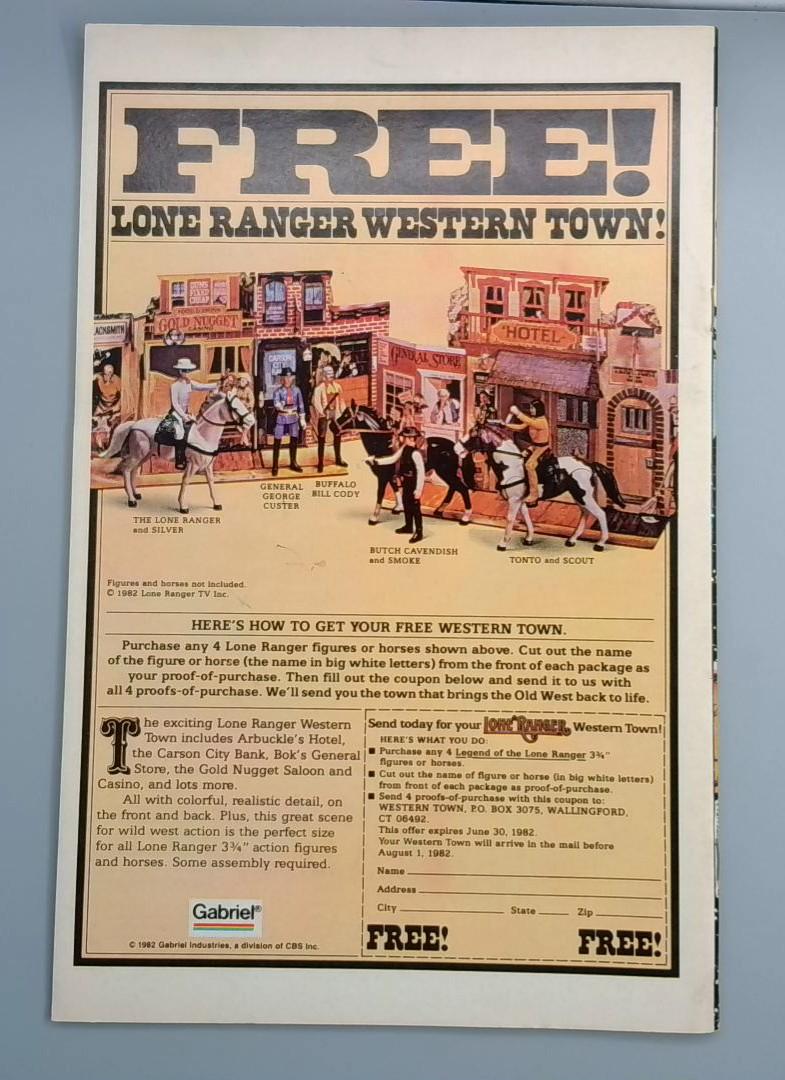 FREE!
LONE RANGER WESTERN TOWN!
GUNS
FIXED
CHEAP
GOLD NUGGET
CARSON
CITY
HOTEL
GENERAL STORE
GENERAL
GEORGE
CUSTER
BUFFALO
BILL CODY
THE LONE RANGER
and SILVER
BUTCH CAVENDISH
and SMOKE
TONTO and SCOUT
Figures and horses not included.
© 1982 Lone Ranger TV Inc.
HERE'S HOW TO GET YOUR FREE WESTERN TOWN.
Purchase any 4 Lone Ranger figures or horses shown above. Cut out the name
of the figure or horse (the name in big white letters) from the front of each package as
your proof-of-purchase. Then fill out the coupon below and send it to us with
all 4 proofs-of-purchase. We'll send you the town that brings the Old West back to life.
The exciting Lone Ranger Western
Town includes Arbuckle's Hotel,
the Carson City Bank, Bok's General
Store, the Gold Nugget Saloon and
Casino, and lots more.
All with colorful, realistic detail, on
the front and back. Plus, this great scene
for wild west action is the perfect size
for all Lone Ranger 3¾" action figures
and horses. Some assembly required.
Gabriel®
© 1982 Gabriel Industries, a division of CBS Inc.
Send today for your LONE RANGER Western Town!
HERE'S WHAT YOU DO:
■ Purchase any 4 Legend of the Lone Ranger 3¾"
figures or horses.
■ Cut out the name of figure or horse (in big white letters)
from front of each package as proof-of-purchase.
■ Send 4 proofs-of-purchase with this coupon to:
WESTERN TOWN, P.O. BOX 3075, WALLINGFORD,
CT 06492.
This offer expires June 30, 1982.
Your Western Town will arrive in the mail before
August 1, 1982.
Name
Address
City State Zip
FREE! FREE!